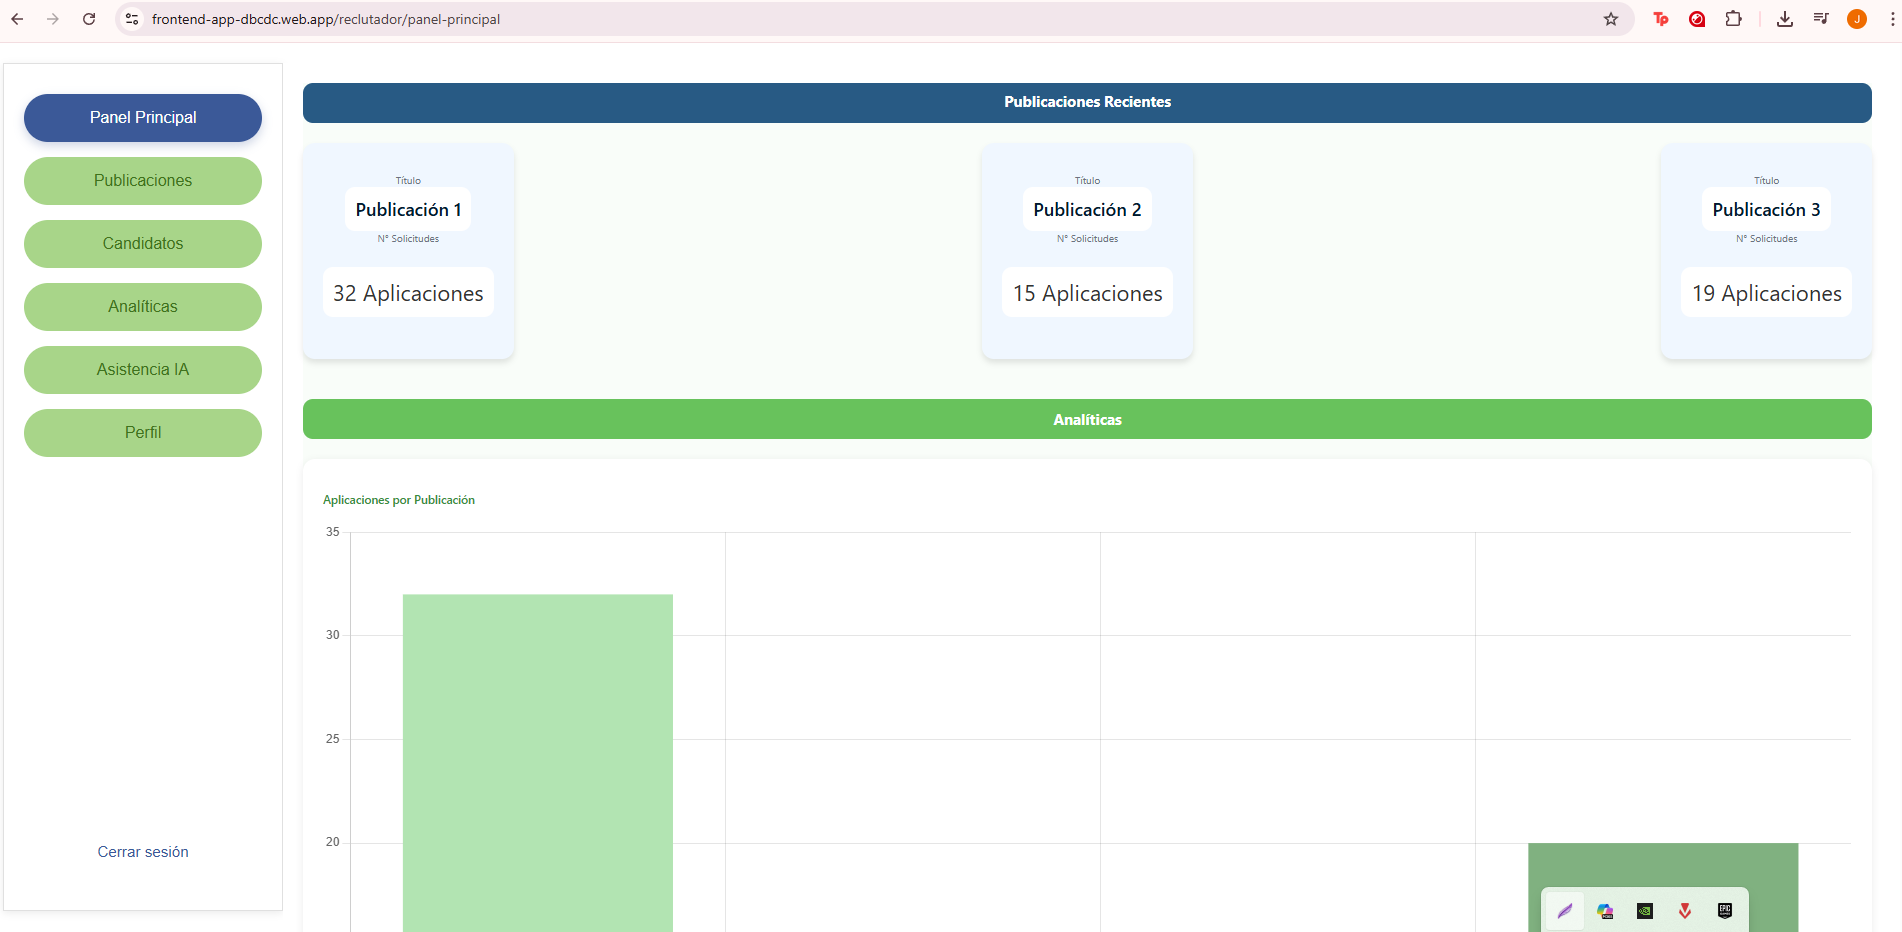 frontend-app-dbcdc.web.app/reclutador/panel-principal
Tp
J
Panel Principal
Publicaciones
Candidatos
Analíticas
Asistencia IA
Perfil
Cerrar sesión
Publicaciones Recientes
Título
Publicación 1
N° Solicitudes
32 Aplicaciones
Título
Publicación 2
N° Solicitudes
15 Aplicaciones
Título
Publicación 3
N° Solicitudes
19 Aplicaciones
Analíticas
Aplicaciones por Publicación
35
30
25
20
EPIC